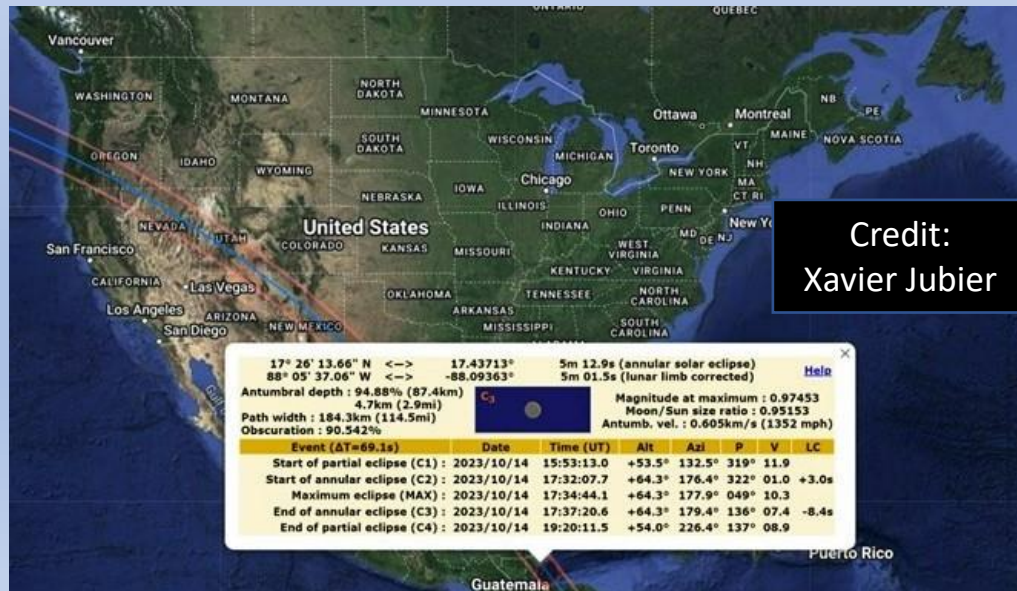 ONTARIO
QUEBEC
Vancouver
WASHINGTON
MONTANA
NORTH
DAKOTA
MINNESOTA
Ottawa
Montreal
NB
PE
MAINE
NOVA SCOTIA
OREGON
IDAHO
SOUTH
DAKOTA
WISCONSIN
MICHIGAN
Toronto
VT
NH
WYOMING
NEW YORK
MA
CT RI
Chicago
IOWA
NEBRASKA
ILLINOIS
INDIANA
OHIO
PENN
New Yo
MD
DE
NJ
NEVADA
UTAH
United States
COLORADO
KANSAS
MISSOURI
WEST
VIRGINIA
KENTUCKY
VIRGINIA
San Francisco
CALIFORNIA
Las Vegas
OKLAHOMA
TENNESSEE
NORTH
CAROLINA
Los Angeles
ARIZONA
NEW MEXICO
ARKANSAS
San Diego
MISSISSIPPI
SOUTH
CAROLINA
Credit:
Xavier Jubier
17° 26' 13.66" N <—> 17.43713° 5m 12.9s (annular solar eclipse)
88° 05' 37.06" W <—> -88.09363° 5m 01.5s (lunar limb corrected)
Help
Antumbral depth : 94.88% (87.4km)
4.7km (2.9mi)
Path width : 184.3km (114.5mi)
Obscuration : 90.542%
C3
Magnitude at maximum : 0.97453
Moon/Sun size ratio : 0.95153
Antumb. vel. : 0.605km/s (1352 mph)
Event (ΔT=69.1s) Date Time (UT) Alt Azi P V LC
Start of partial eclipse (C1) : 2023/10/14 15:53:13.0 +53.5° 132.5° 319° 11.9
Start of annular eclipse (C2) : 2023/10/14 17:32:07.7 +64.3° 176.4° 322° 01.0 +3.0s
Maximum eclipse (MAX) : 2023/10/14 17:34:44.1 +64.3° 177.9° 049° 10.3
End of annular eclipse (C3) : 2023/10/14 17:37:20.6 +64.3° 179.4° 136° 07.4 -8.4s
End of partial eclipse (C4) : 2023/10/14 19:20:11.5 +54.0° 226.4° 137° 08.9
Puerto Rico
Guatemala